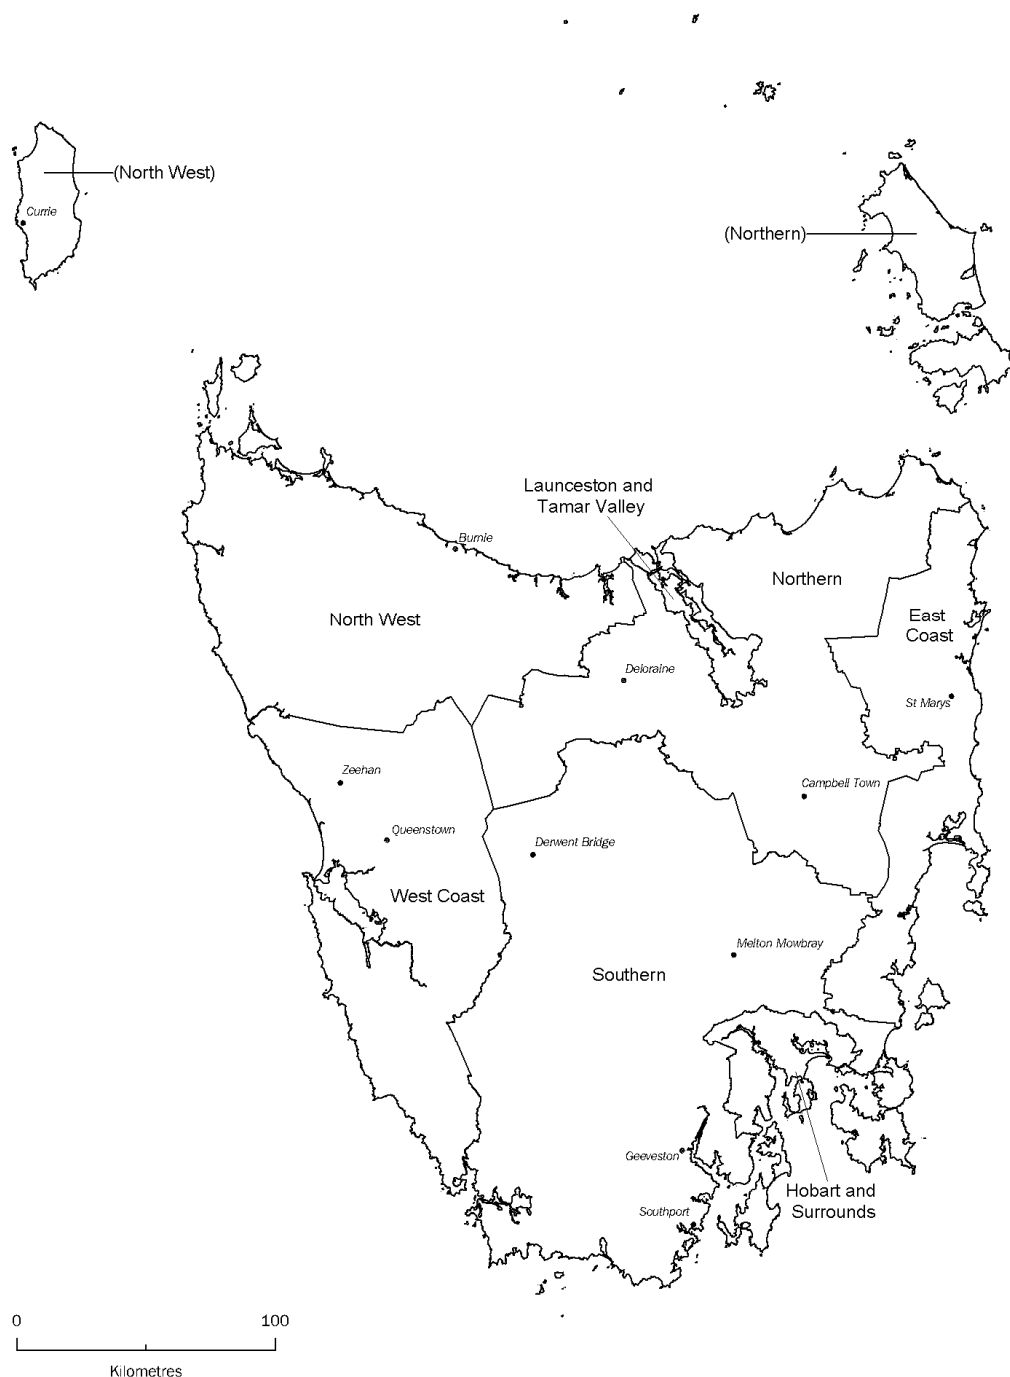 (North West)
Currie
(Northern)
Launceston and
Tamar Valley
Burnie
Northern
North West
East
Coast
Deloraine
St Marys
Zeehan
Campbell Town
Queenstown
Derwent Bridge
West Coast
Melton Mowbray
Southern
Geeveston
Hobart and
Surrounds
Southport
0 100
Kilometres